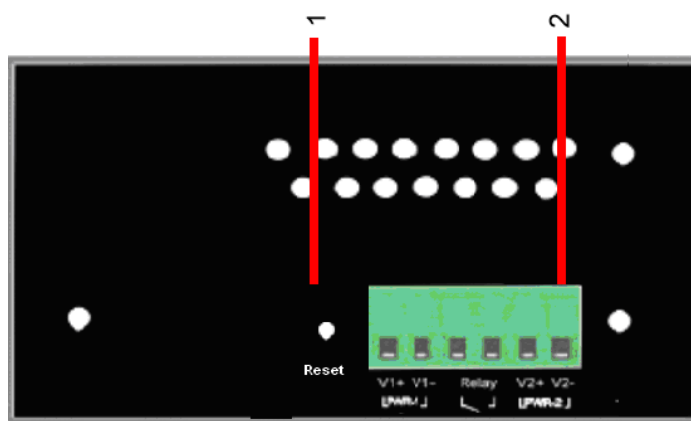 1 2
Reset
V1+ V1- Relay V2+ V2-
PWR-1 PWR-2